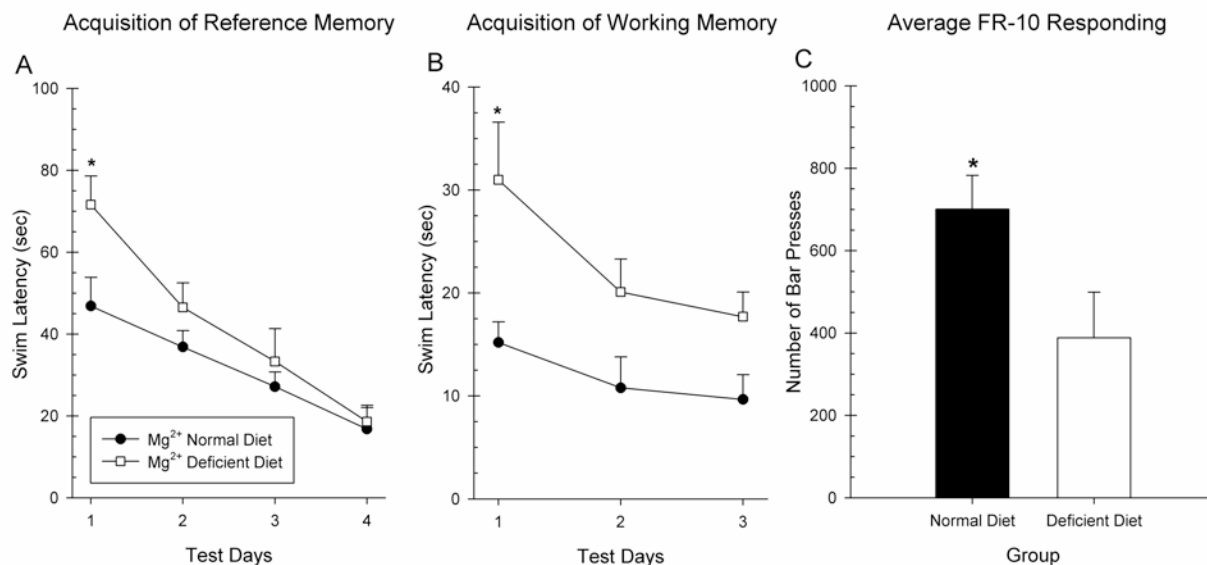 Acquisition of Reference Memory
A
100
80
60
40
20
0
*
Swim Latency (sec)
Mg²⁺ Normal Diet
Mg²⁺ Deficient Diet
1 2 3 4
Test Days
Acquisition of Working Memory
B
40
30
20
10
0
*
Swim Latency (sec)
1 2 3
Test Days
Average FR-10 Responding
C
1000
800
600
400
200
0
*
Number of Bar Presses
Normal Diet Deficient Diet
Group